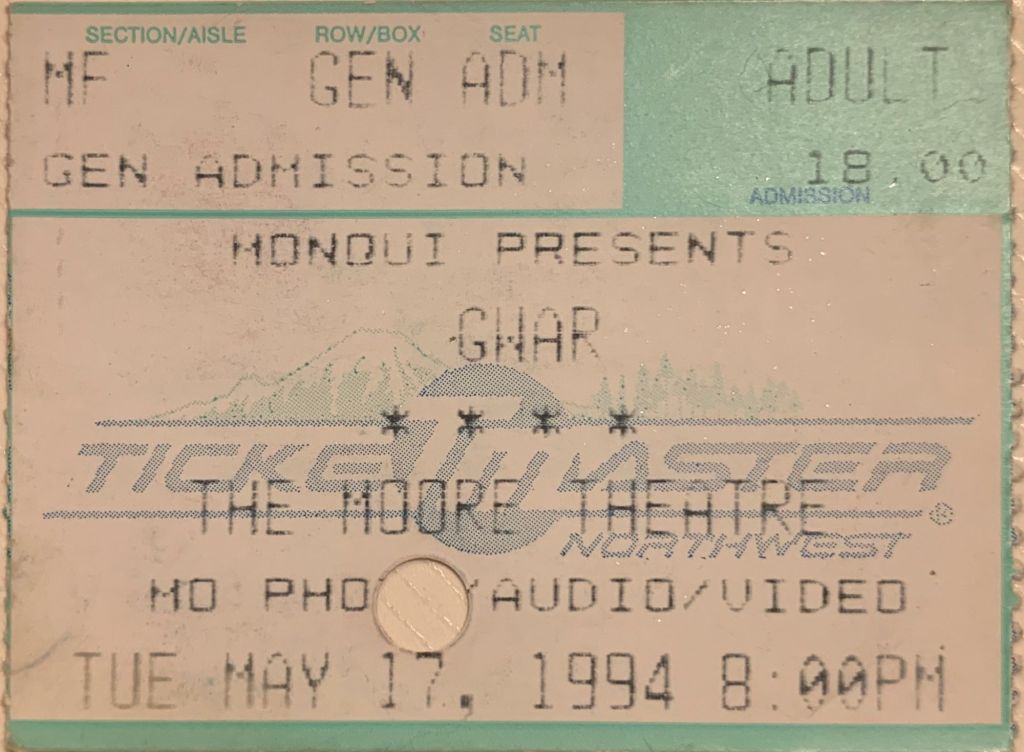 SECTION/AISLE ROW/BOX SEAT
MF GEN ADM ADULT
GEN ADMISSION 18.00
ADMISSION
MONQUI PRESENTS
GWAR
* * * *
TICKETMASTER
THE MOORE THEATRE
NORTHWEST
NO PHO /AUDIO/VIDEO
TUE MAY 17, 1994 8:00PM